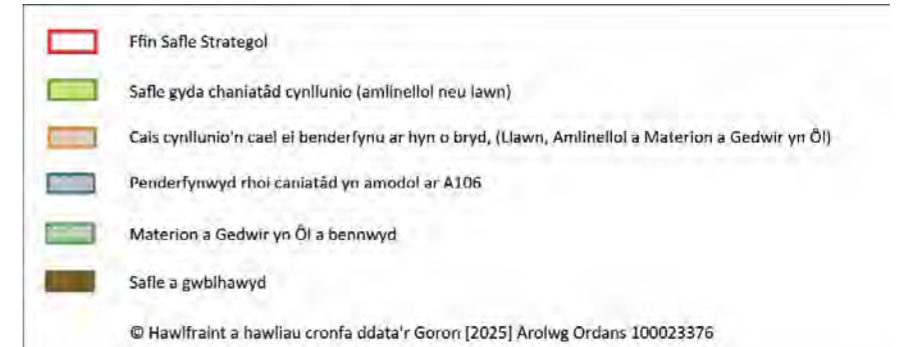 Ffin Safle Strategol
Safle gyda chaniatâd cynllunio (amlinellol neu lawn)
Cais cynllunio'n cael ei benderfynu ar hyn o bryd, (Llawn, Amlinellol a Materion a Gedwir yn Ôl)
Penderfynwyd rhoi caniatâd yn amodol ar A106
Materion a Gedwir yn Ôl a bennwyd
Safle a gwblhawyd
© Hawlfraint a hawliau cronfa ddata'r Goron [2025] Arolwg Ordans 100023376